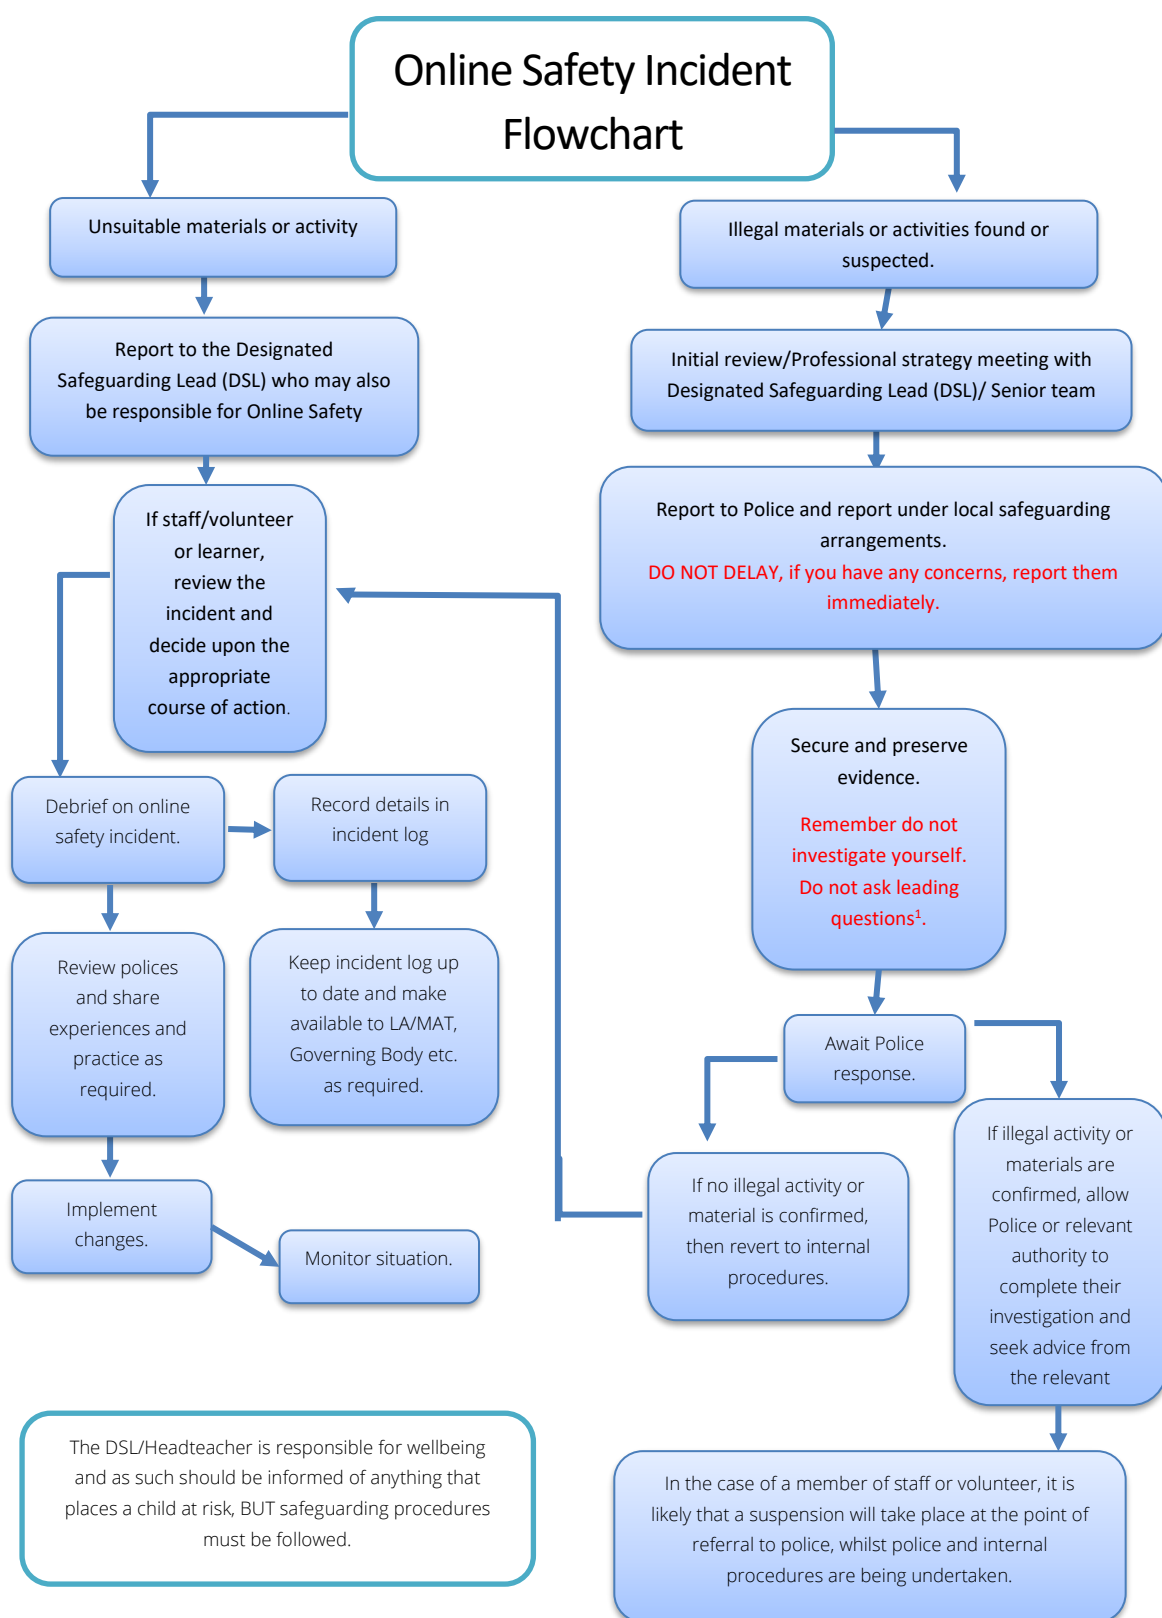 Online Safety Incident
Flowchart
Unsuitable materials or activity
Report to the Designated
Safeguarding Lead (DSL) who may also
be responsible for Online Safety
If staff/volunteer
or learner,
review the
incident and
decide upon the
appropriate
course of action.
Debrief on online
safety incident.
Record details in
incident log
Review polices
and share
experiences and
practice as
required.
Keep incident log up
to date and make
available to LA/MAT,
Governing Body etc.
as required.
Implement
changes.
Monitor situation.
Illegal materials or activities found or
suspected.
Initial review/Professional strategy meeting with
Designated Safeguarding Lead (DSL)/ Senior team
Report to Police and report under local safeguarding
arrangements.
DO NOT DELAY, if you have any concerns, report them
immediately.
Secure and preserve
evidence.
Remember do not
investigate yourself.
Do not ask leading
questions¹.
Await Police
response.
If no illegal activity or
material is confirmed,
then revert to internal
procedures.
If illegal activity or
materials are
confirmed, allow
Police or relevant
authority to
complete their
investigation and
seek advice from
the relevant
In the case of a member of staff or volunteer, it is
likely that a suspension will take place at the point of
referral to police, whilst police and internal
procedures are being undertaken.
The DSL/Headteacher is responsible for wellbeing
and as such should be informed of anything that
places a child at risk, BUT safeguarding procedures
must be followed.